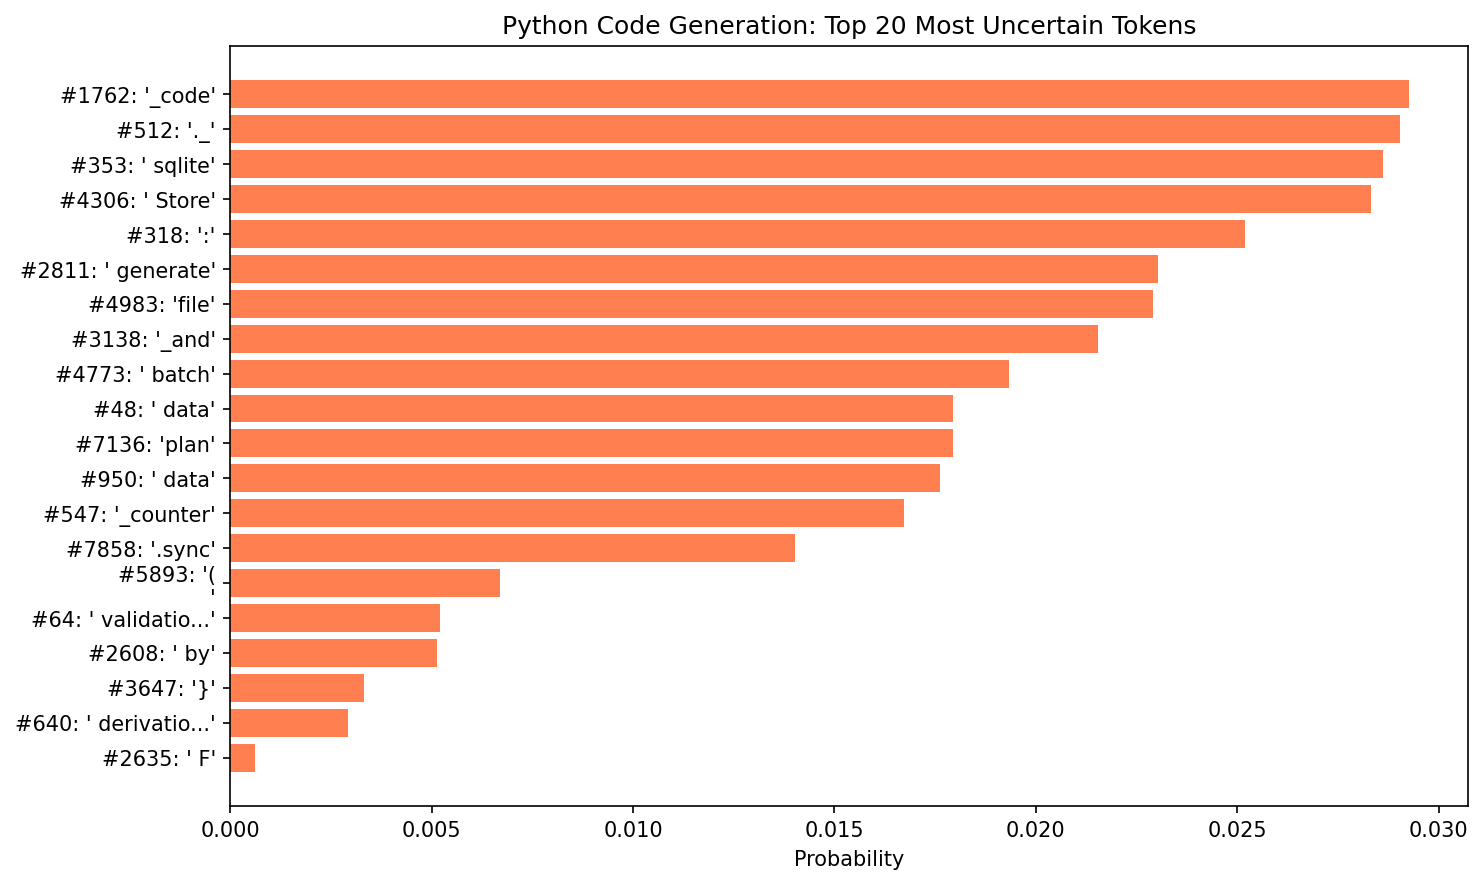 Python Code Generation: Top 20 Most Uncertain Tokens
#1762: '_code'
#512: '._'
#353: ' sqlite'
#4306: ' Store'
#318: ':'
#2811: ' generate'
#4983: 'file'
#3138: '_and'
#4773: ' batch'
#48: ' data'
#7136: 'plan'
#950: ' data'
#547: '_counter'
#7858: '.sync'
#5893: '(
'
#64: ' validatio...'
#2608: ' by'
#3647: '}'
#640: ' derivatio...'
#2635: ' F'
0.000 0.005 0.010 0.015 0.020 0.025 0.030
Probability